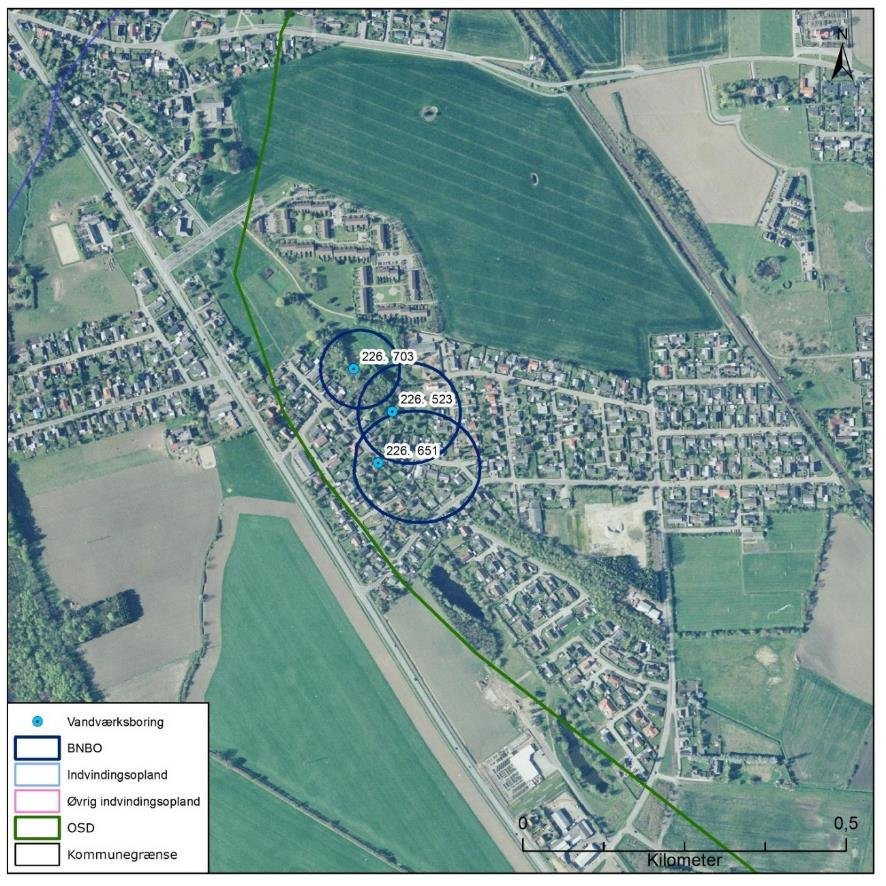 N
226. 703
226. 523
226. 651
Vandværksboring
BNBO
Indvindingsopland
Øvrig indvindingsopland
OSD
Kommunegrænse
0 0,5
Kilometer